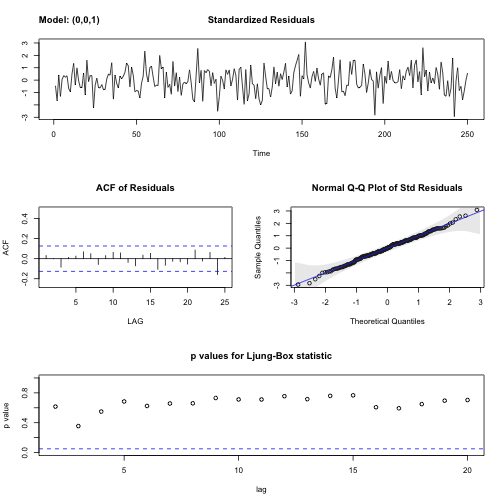 Model: (0,0,1) Standardized Residuals
3
2
1
0
-1
-3
0 50 100 150 200 250
Time
ACF of Residuals
ACF
0.4
0.2
0.0
-0.2
5 10 15 20 25
LAG
Normal Q-Q Plot of Std Residuals
Sample Quantiles
3
2
1
0
-1
-3
-3 -2 -1 0 1 2 3
Theoretical Quantiles
p values for Ljung-Box statistic
p value
0.8
0.4
0.0
5 10 15 20
lag